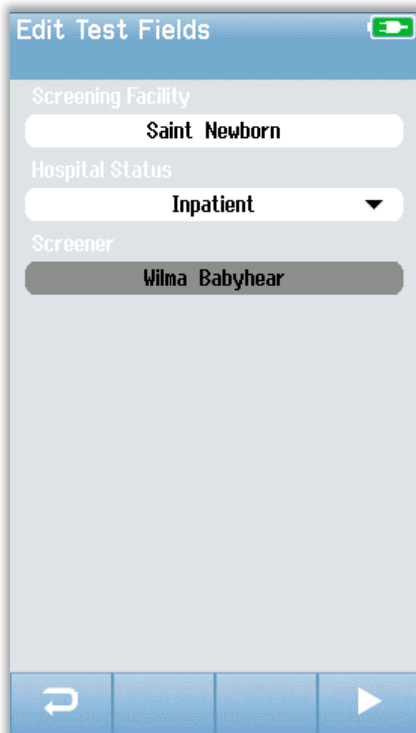 Edit Test Fields
Screening Facility
Saint Newborn
Hospital Status
Inpatient
Screener
Wilma Babyhear